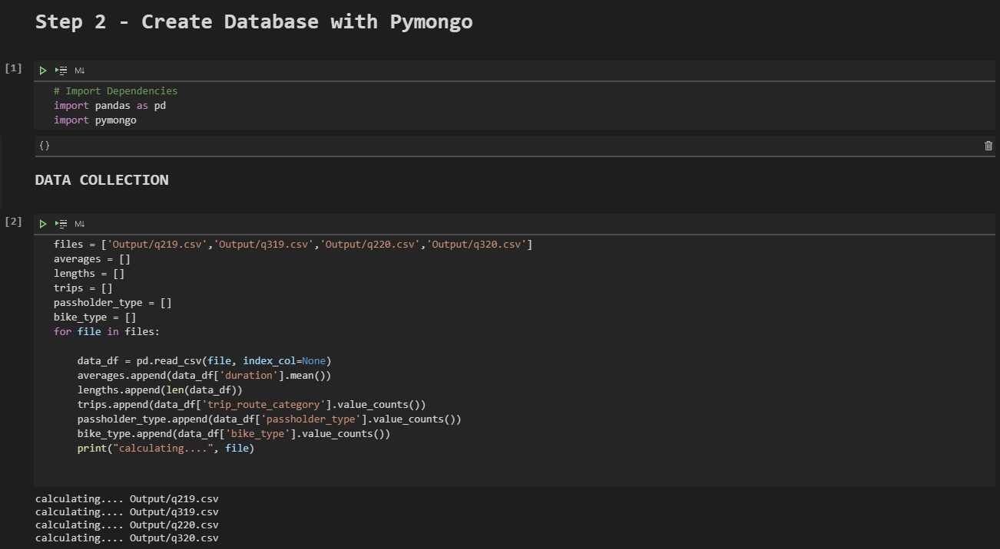 Step 2 - Create Database with Pymongo
[1]
M↓
# Import Dependencies
import pandas as pd
import pymongo
{}
DATA COLLECTION
[2]
M↓
files = ['Output/q219.csv','Output/q319.csv','Output/q220.csv','Output/q320.csv']
averages = []
lengths = []
trips = []
passholder_type = []
bike_type = []
for file in files:
    data_df = pd.read_csv(file, index_col=None)
    averages.append(data_df['duration'].mean())
    lengths.append(len(data_df))
    trips.append(data_df['trip_route_category'].value_counts())
    passholder_type.append(data_df['passholder_type'].value_counts())
    bike_type.append(data_df['bike_type'].value_counts())
    print("calculating....", file)
calculating.... Output/q219.csv
calculating.... Output/q319.csv
calculating.... Output/q220.csv
calculating.... Output/q320.csv